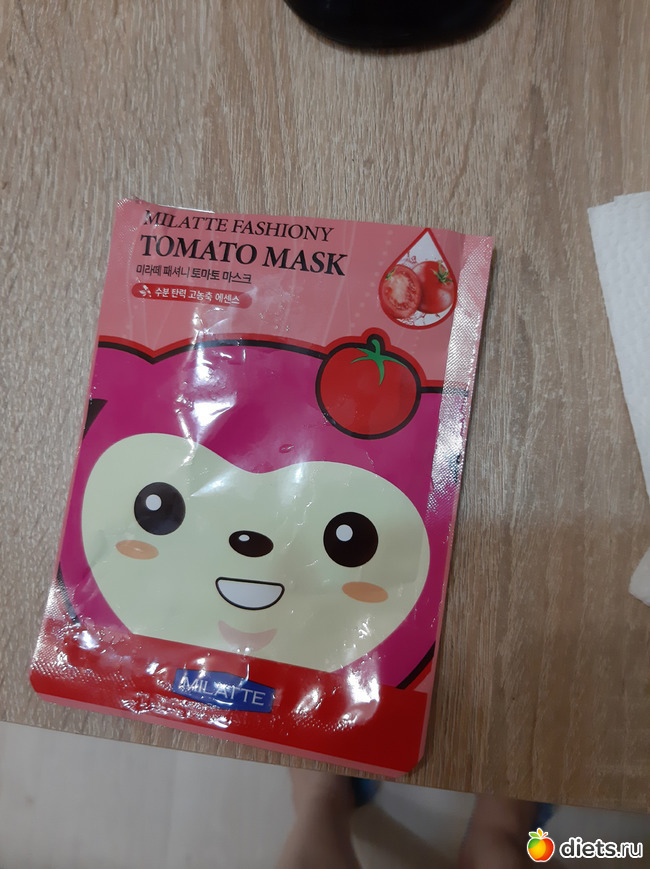 MILATTE FASHIONY
TOMATO MASK
미라떼 패셔니 토마토 마스크
수분 탄력 고농축 에센스
MILATTE
diets.ru